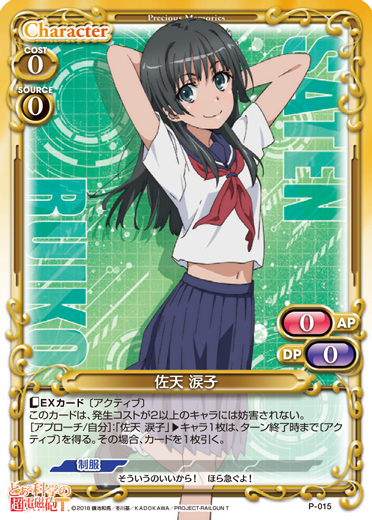 Precious Memories
Character
COST
0
SOURCE
0
SATEN
RUIKO
0 AP
DP 0
佐天 涙子
□EXカード 〔アクティブ〕
このカードは、発生コストが2以上のキャラには妨害されない。
［アプローチ/自分］：「佐天 涙子」▶キャラ1枚は、ターン終了時まで〔アク
ティブ〕を得る。その場合、カードを1枚引く。
制服
そういうのいいから！　ほら急ぐよ！
とある科学の
超電磁砲T
©2018 鎌池和馬／冬川基／KADOKAWA／PROJECT-RAILGUN T
P-015